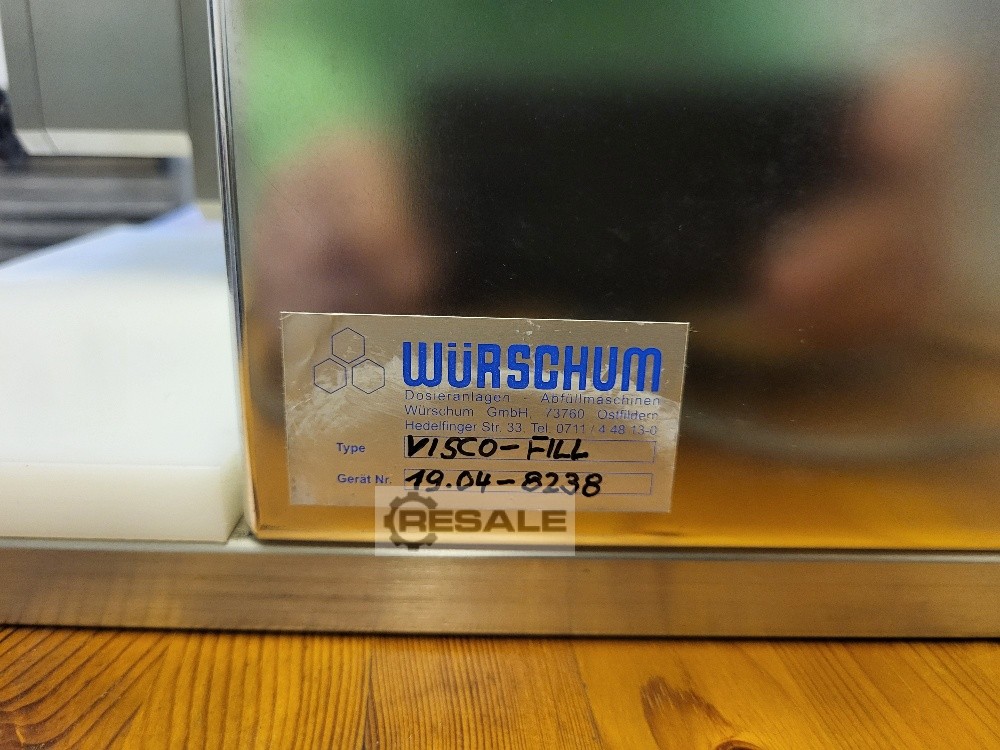 WÜRSCHUM
Dosieranlagen - Abfüllmaschinen
Würschum GmbH, 73760 Ostfildern
Hedelfinger Str. 33, Tel. 0711 / 4 48 13-0
Type VISCO-FILL
Gerät Nr. 19.04-8238
RESALE